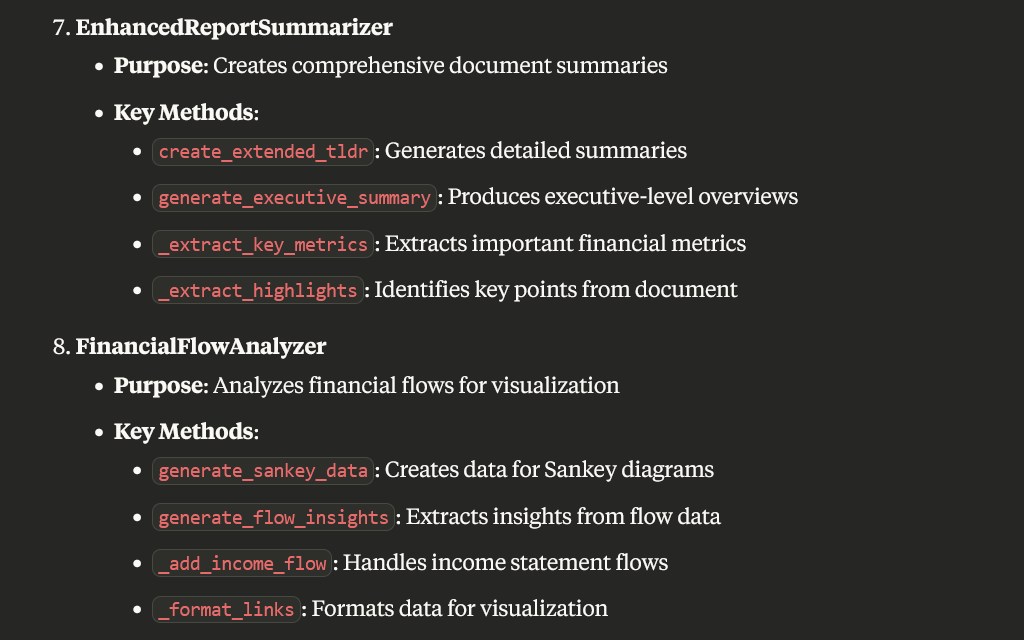 7. EnhancedReportSummarizer
• Purpose: Creates comprehensive document summaries
• Key Methods:
• create_extended_tldr: Generates detailed summaries
• generate_executive_summary: Produces executive-level overviews
• _extract_key_metrics: Extracts important financial metrics
• _extract_highlights: Identifies key points from document
8. FinancialFlowAnalyzer
• Purpose: Analyzes financial flows for visualization
• Key Methods:
• generate_sankey_data: Creates data for Sankey diagrams
• generate_flow_insights: Extracts insights from flow data
• _add_income_flow: Handles income statement flows
• _format_links: Formats data for visualization